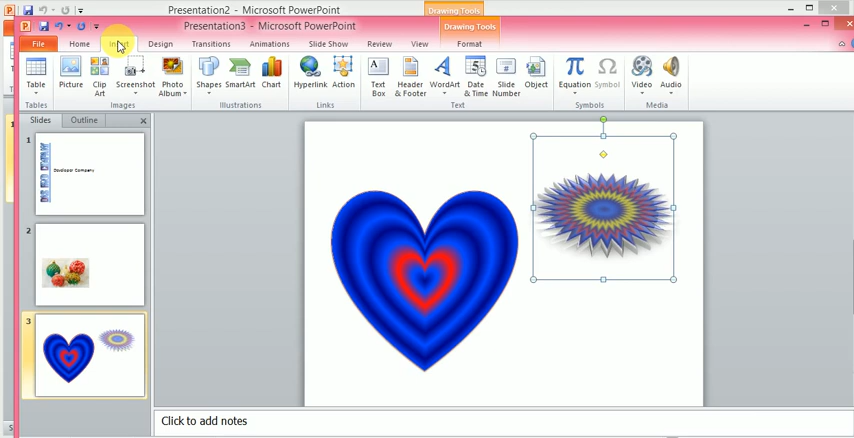 Presentation2 - Microsoft PowerPoint
Drawing Tools
Presentation3 - Microsoft PowerPoint
Drawing Tools
File Home Insert Design Transitions Animations Slide Show Review View Format
Table Picture Clip Art Screenshot Photo Album Shapes SmartArt Chart Hyperlink Action Text Box Header & Footer WordArt Date & Time Slide Number Object Equation Symbol Video Audio
Tables Images Illustrations Links Text Symbols Media
Slides Outline
1
Developer Company
2
3
Click to add notes